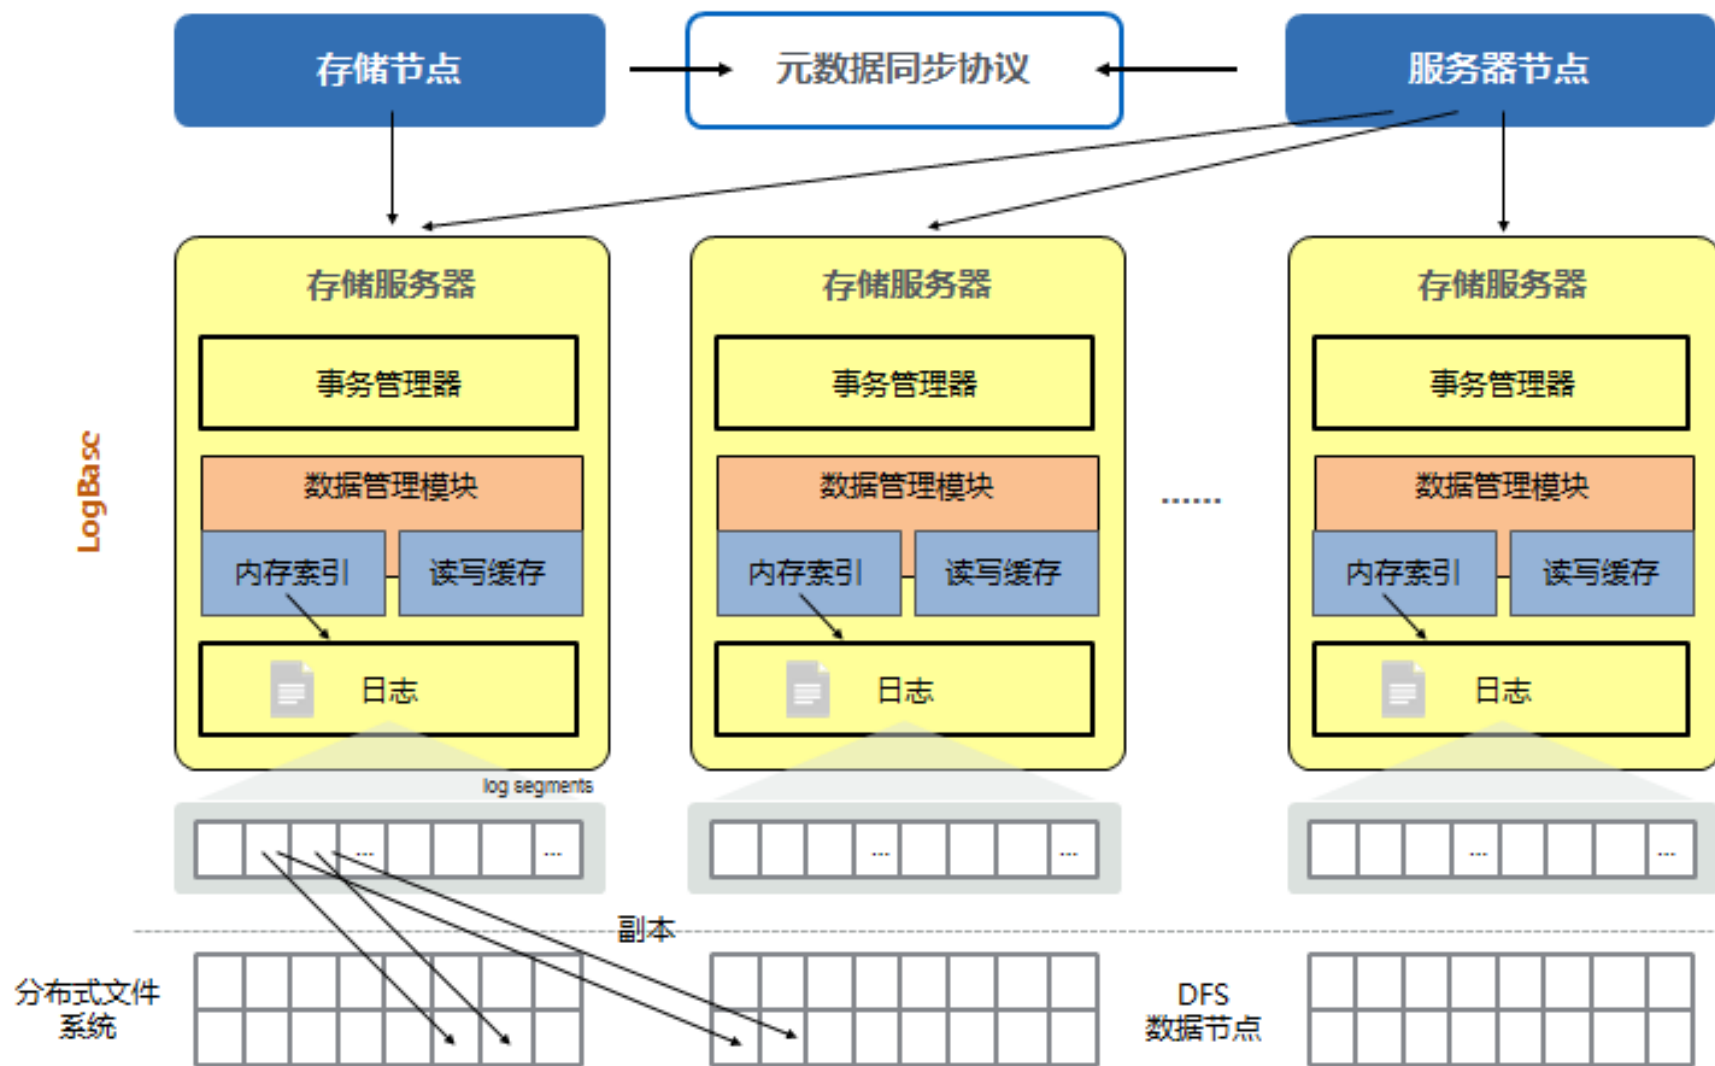 存储节点
元数据同步协议
服务器节点
存储服务器
存储服务器
存储服务器
事务管理器
事务管理器
事务管理器
LogBase
数据管理模块
数据管理模块
......
数据管理模块
内存索引
读写缓存
内存索引
读写缓存
内存索引
读写缓存
日志
日志
日志
log segments
...
...
...
...
...
...
副本
分布式文件
系统
DFS
数据节点